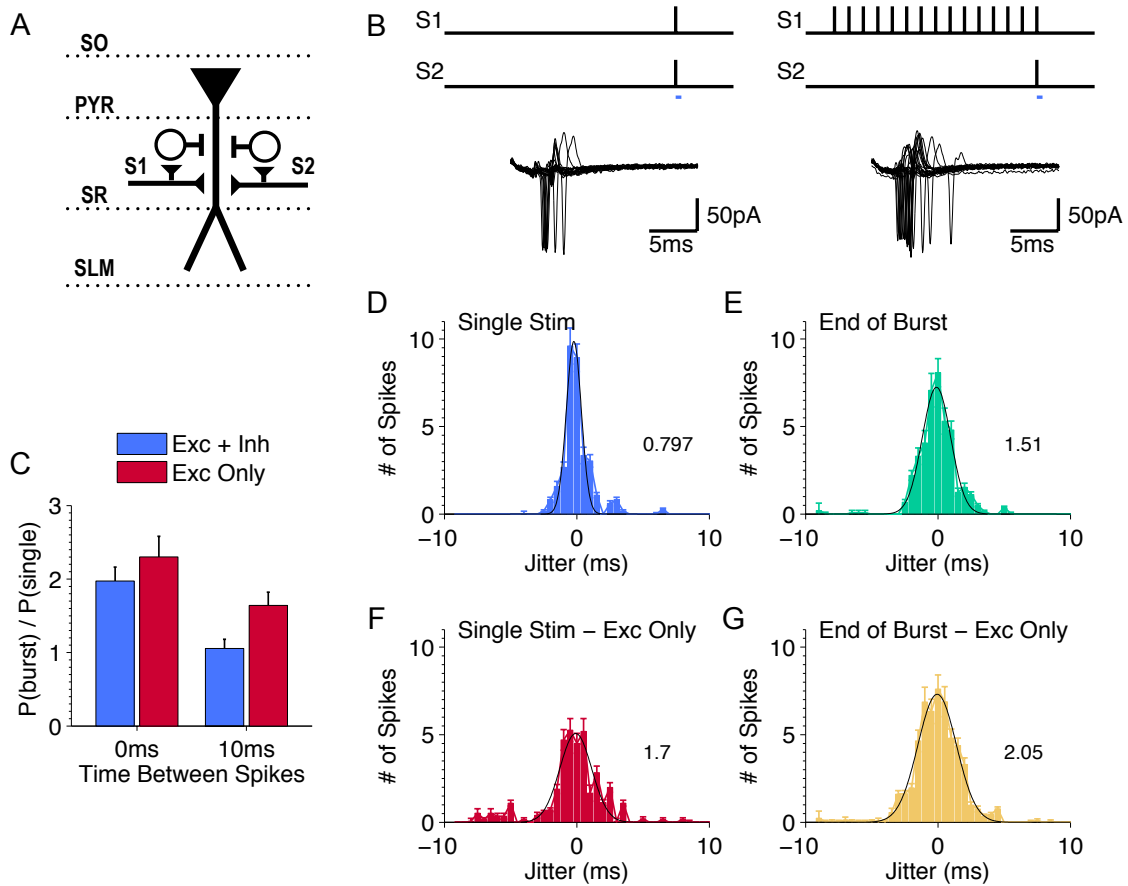 A
SO
PYR
S1
S2
SR
SLM
B
S1
S2
50pA
5ms
S1
S2
50pA
5ms
Exc + Inh
Exc Only
C
P(burst) / P(single)
3
2
1
0
0ms 10ms
Time Between Spikes
D
Single Stim
# of Spikes
10
5
0
0.797
−10 0 10
Jitter (ms)
E
End of Burst
# of Spikes
10
5
0
1.51
−10 0 10
Jitter (ms)
F
Single Stim − Exc Only
# of Spikes
10
5
0
1.7
−10 0 10
Jitter (ms)
G
End of Burst − Exc Only
# of Spikes
10
5
0
2.05
−10 0 10
Jitter (ms)